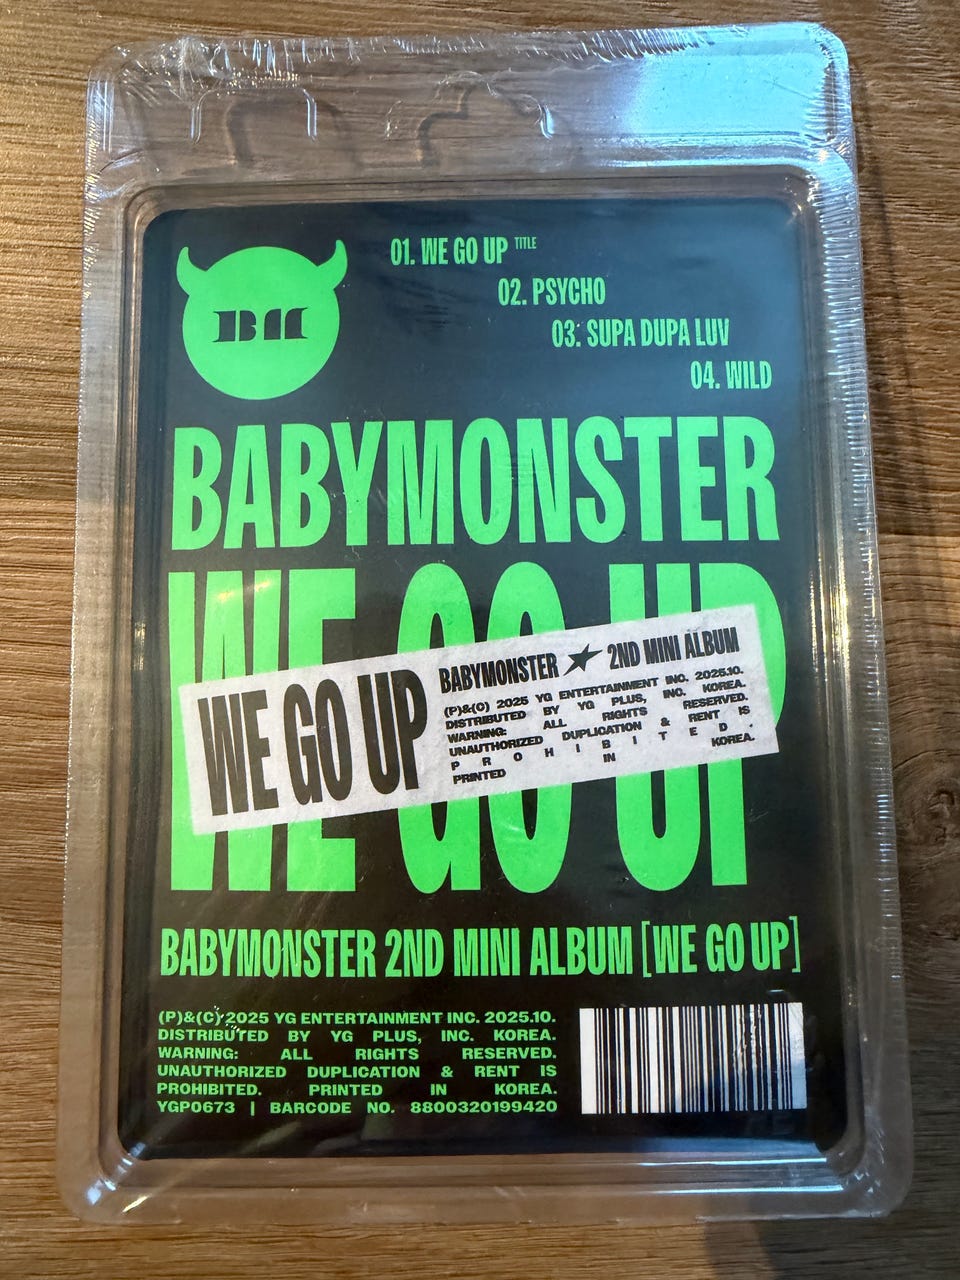 BM
01. WE GO UP TITLE
02. PSYCHO
03. SUPA DUPA LUV
04. WILD
BABYMONSTER
WE GO UP
WE GO UP
BABYMONSTER ★ 2ND MINI ALBUM
(P)&(C) 2025 YG ENTERTAINMENT INC. 2025.10.
DISTRIBUTED BY YG PLUS, INC. KOREA.
WARNING: ALL RIGHTS RESERVED.
UNAUTHORIZED DUPLICATION & RENT IS
PROHIBITED.
PRINTED IN KOREA.
BABYMONSTER 2ND MINI ALBUM [WE GO UP]
(P)&(C) 2025 YG ENTERTAINMENT INC. 2025.10.
DISTRIBUTED BY YG PLUS, INC. KOREA.
WARNING: ALL RIGHTS RESERVED.
UNAUTHORIZED DUPLICATION & RENT IS
PROHIBITED. PRINTED IN KOREA.
YGP0673 | BARCODE NO. 8800320199420